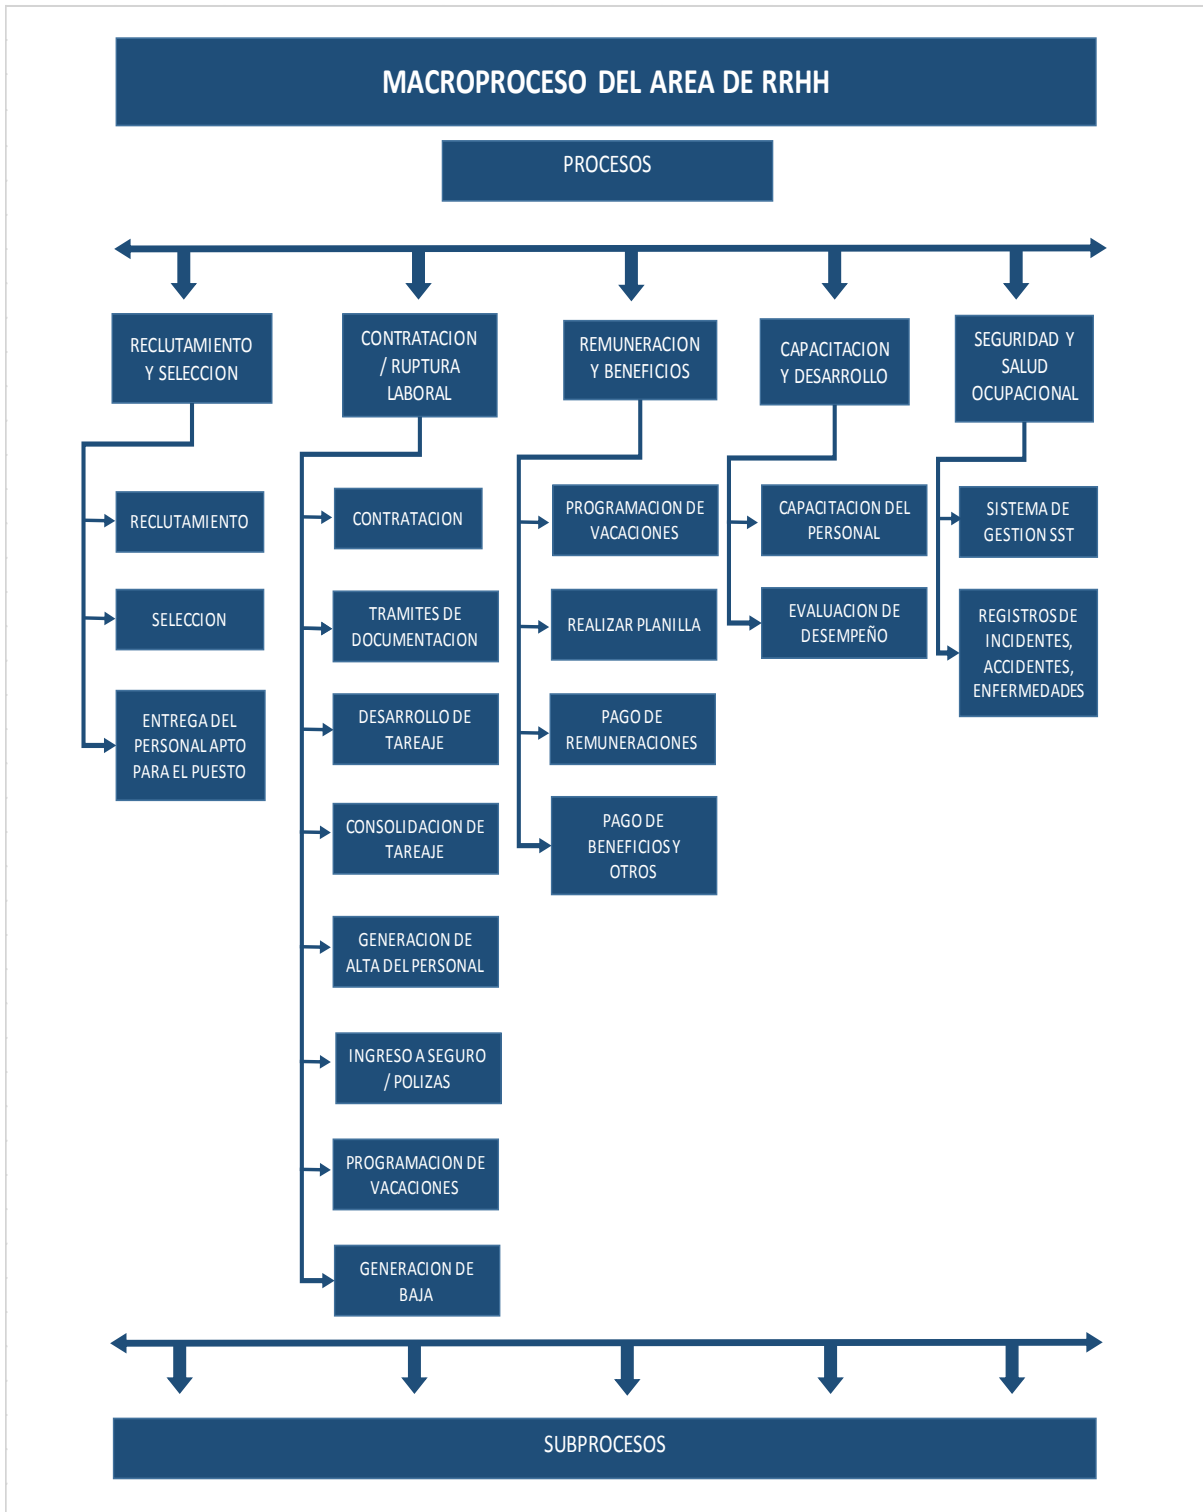 MACROPROCESO DEL AREA DE RRHH
PROCESOS
RECLUTAMIENTO
Y SELECCION
RECLUTAMIENTO
SELECCION
ENTREGA DEL
PERSONAL APTO
PARA EL PUESTO
CONTRATACION
/ RUPTURA
LABORAL
CONTRATACION
TRAMITES DE
DOCUMENTACION
DESARROLLO DE
TAREAJE
CONSOLIDACION DE
TAREAJE
GENERACION DE
ALTA DEL PERSONAL
INGRESO A SEGURO
/ POLIZAS
PROGRAMACION DE
VACACIONES
GENERACION DE
BAJA
REMUNERACION
Y BENEFICIOS
PROGRAMACION DE
VACACIONES
REALIZAR PLANILLA
PAGO DE
REMUNERACIONES
PAGO DE
BENEFICIOS Y
OTROS
CAPACITACION
Y DESARROLLO
CAPACITACION DEL
PERSONAL
EVALUACION DE
DESEMPEÑO
SEGURIDAD Y
SALUD
OCUPACIONAL
SISTEMA DE
GESTION SST
REGISTROS DE
INCIDENTES,
ACCIDENTES,
ENFERMEDADES
SUBPROCESOS